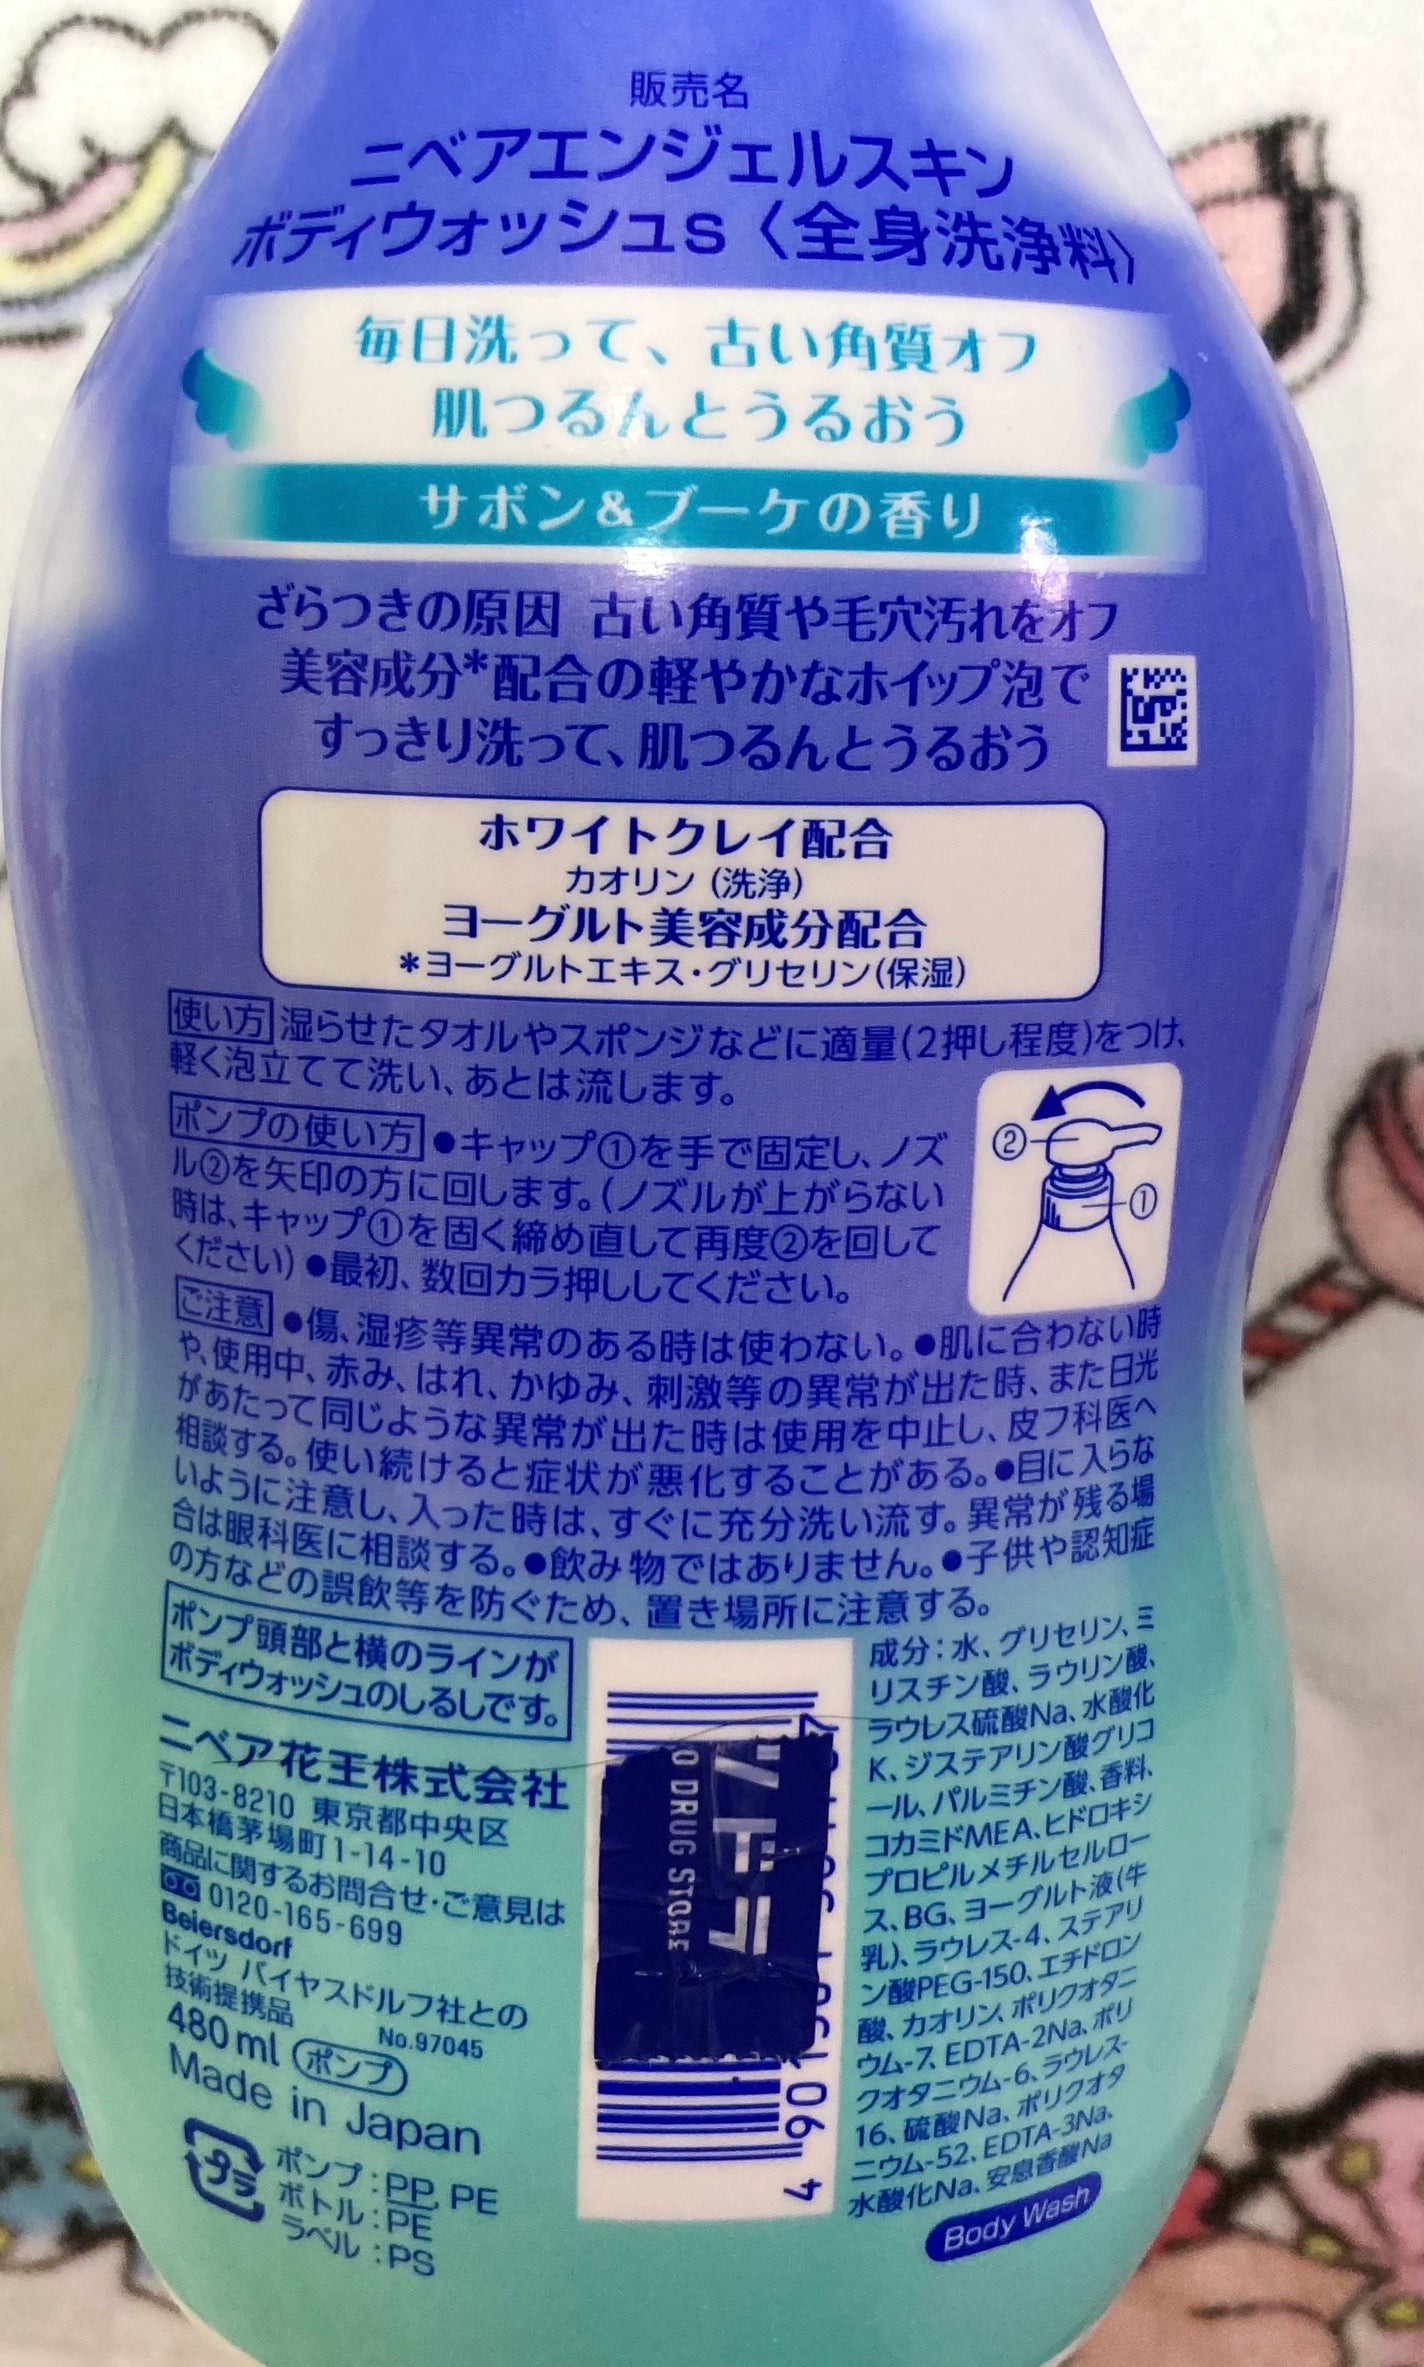 販売名
ニベアエンジェルスキン
ボディウォッシュs〈全身洗浄料〉
毎日洗って、古い角質オフ
肌つるんとうるおう
サボン&ブーケの香り
ざらつきの原因 古い角質や毛穴汚れをオフ
美容成分*配合の軽やかなホイップ泡で
すっきり洗って、肌つるんとうるおう
ホワイトクレイ配合
カオリン (洗浄)
ヨーグルト美容成分配合
*ヨーグルトエキス・グリセリン(保湿)
使い方 湿らせたタオルやスポンジなどに適量(2押し程度)をつけ、
軽く泡立てて洗い、あとは流します。
ポンプの使い方 ●キャップ①を手で固定し、ノズ
ル②を矢印の方に回します。(ノズルが上がらない
時は、キャップ①を固く締め直して再度②を回して
ください) ●最初、数回カラ押ししてください。
②
①
ご注意 ●傷、湿疹等異常のある時は使わない。●肌に合わない時
や、使用中、赤み、はれ、かゆみ、刺激等の異常が出た時、また日光
があたって同じような異常が出た時は使用を中止し、皮フ科医へ
相談する。使い続けると症状が悪化することがある。●目に入らな
いように注意し、入った時は、すぐに充分洗い流す。異常が残る場
合は眼科医に相談する。●飲み物ではありません。●子供や認知症
の方などの誤飲等を防ぐため、置き場所に注意する。
ポンプ頭部と横のラインが
ボディウォッシュのしるしです。
ニベア花王株式会社
〒103-8210 東京都中央区
日本橋茅場町1-14-10
商品に関するお問合せ・ご意見は
0120-165-699
Beiersdorf
ドイツ バイヤスドルフ社との
技術提携品
No.97045
480ml ポンプ
Made in Japan
プラ
ポンプ:PP, PE
ボトル:PE
ラベル:PS
DRUG STORE
成分:水、グリセリン、ミ
リスチン酸、ラウリン酸、
ラウレス硫酸Na、水酸化
K、ジステアリン酸グリコ
ール、パルミチン酸、香料、
コカミドMEA、ヒドロキシ
プロピルメチルセルロー
ス、BG、ヨーグルト液(牛
乳)、ラウレス-4、ステアリ
ン酸PEG-150、エチドロン
酸、カオリン、ポリクオタニ
ウム-7、EDTA-2Na、ポリ
クオタニウム-6、ラウレス-
16、硫酸Na、ポリクオタ
ニウム-52、EDTA-3Na、
水酸化Na、安息香酸Na
Body Wash